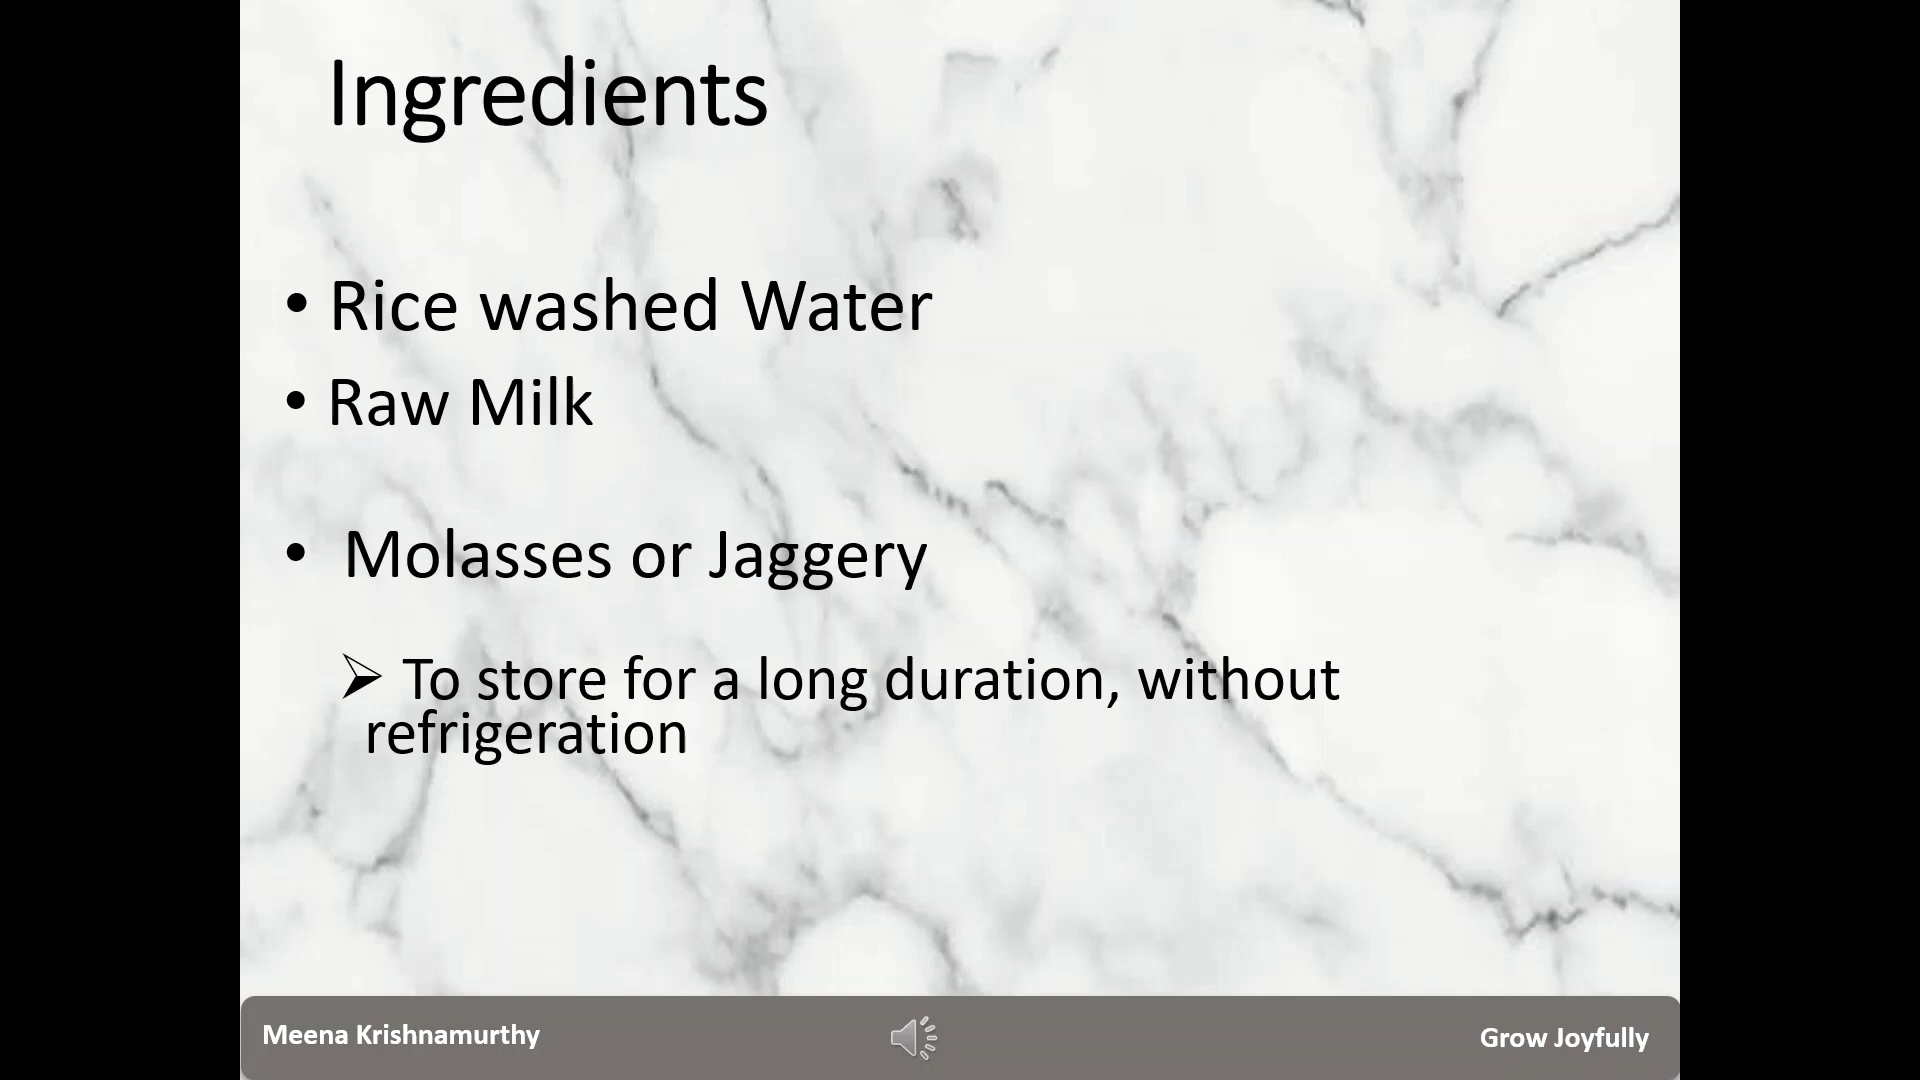 Ingredients
• Rice washed Water
• Raw Milk
• Molasses or Jaggery
➢ To store for a long duration, without
refrigeration
Meena Krishnamurthy
Grow Joyfully